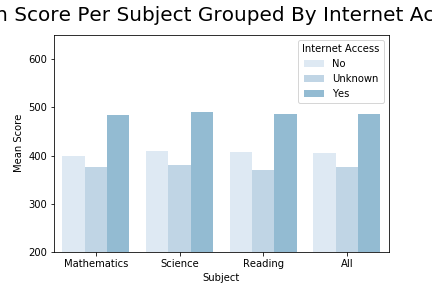 n Score Per Subject Grouped By Internet Ac
Internet Access
No
Unknown
Yes
600
500
400
300
200
Mean Score
Mathematics Science Reading All
Subject